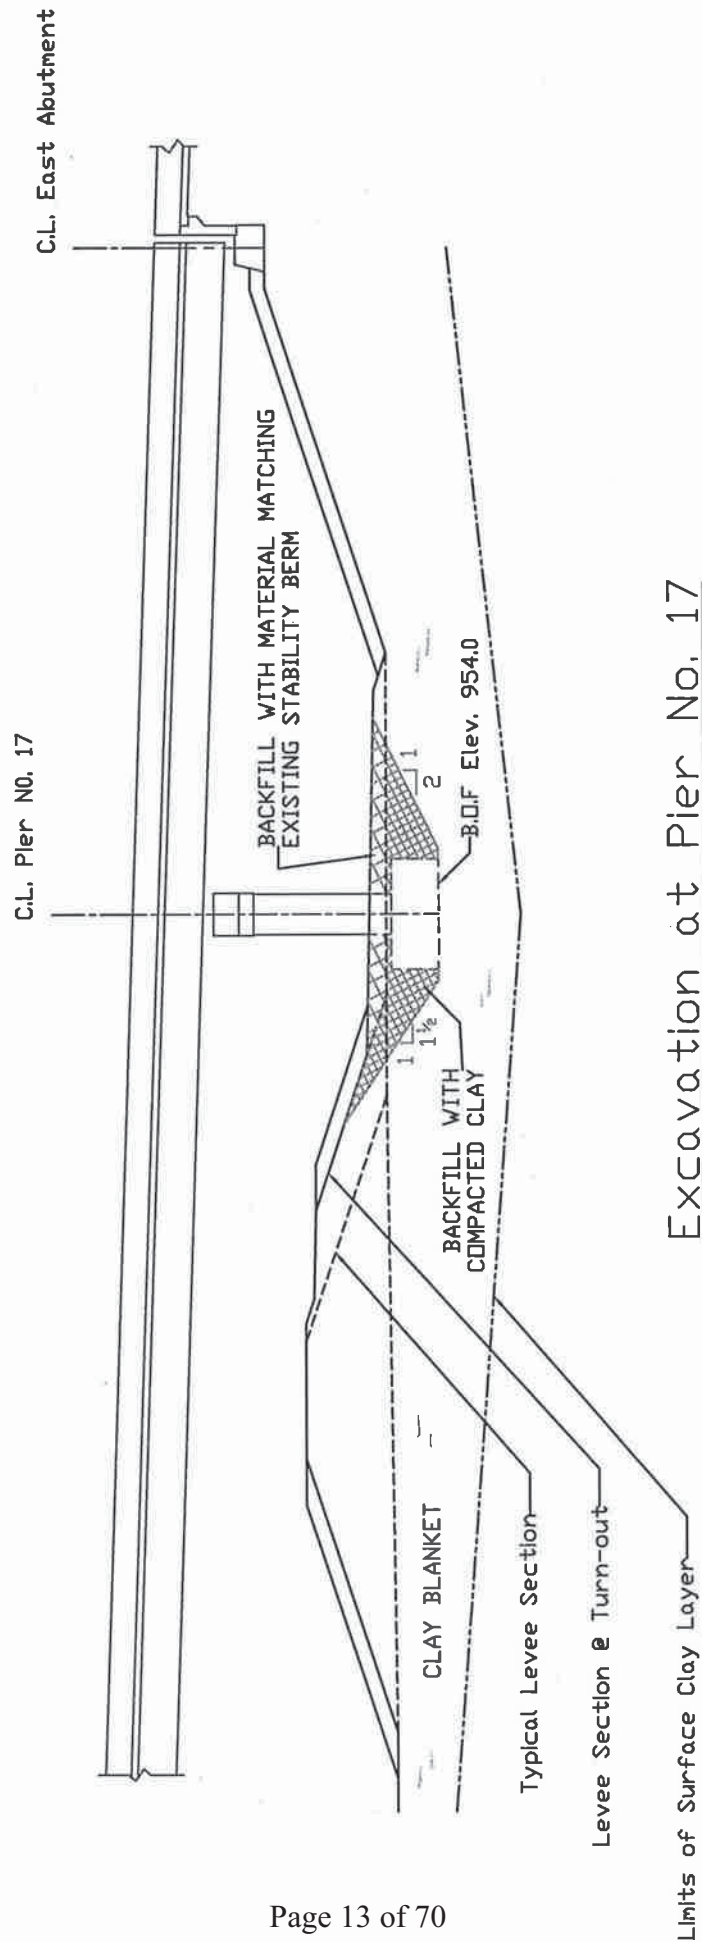 C.L. East Abutment
C.L. Pier NO. 17
BACKFILL WITH MATERIAL MATCHING
EXISTING STABILITY BERM
1
2
B.O.F Elev. 954.0
1
1½
BACKFILL WITH
COMPACTED CLAY
CLAY BLANKET
Typical Levee Section
Levee Section @ Turn-out
Limits of Surface Clay Layer
Excavation at Pier No. 17
Page 13 of 70